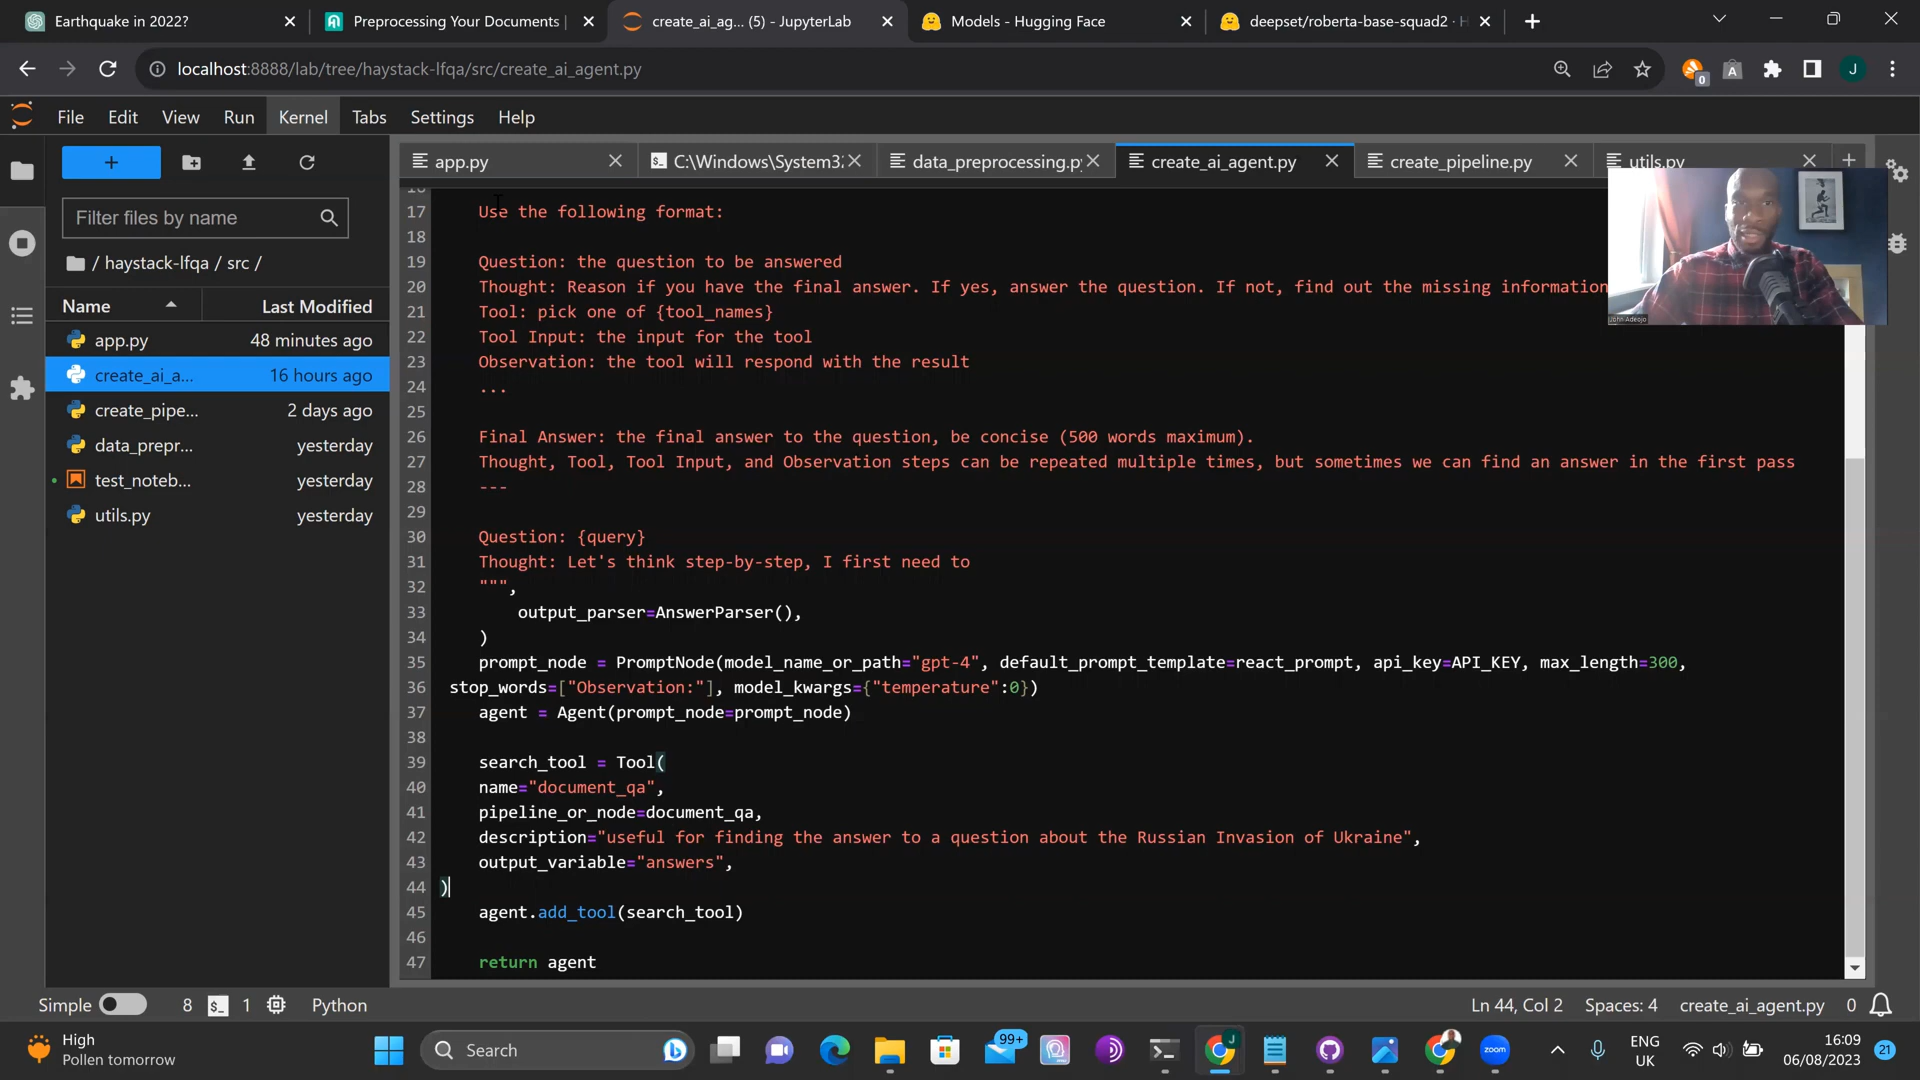 Earthquake in 2022?
Preprocessing Your Documents |
create_ai_ag... (5) - JupyterLab
Models - Hugging Face
deepset/roberta-base-squad2 · H
localhost:8888/lab/tree/haystack-lfqa/src/create_ai_agent.py
0
A
J
File Edit View Run Kernel Tabs Settings Help
app.py
C:\Windows\System3
data_preprocessing.py
create_ai_agent.py
create_pipeline.py
utils.py
Filter files by name
/ haystack-lfqa / src /
Name Last Modified
app.py 48 minutes ago
create_ai_a... 16 hours ago
create_pipe... 2 days ago
data_prepr... yesterday
test_noteb... yesterday
utils.py yesterday
16
17 Use the following format:
18
19 Question: the question to be answered
20 Thought: Reason if you have the final answer. If yes, answer the question. If not, find out the missing information
21 Tool: pick one of {tool_names}
22 Tool Input: the input for the tool
23 Observation: the tool will respond with the result
24 ...
25
26 Final Answer: the final answer to the question, be concise (500 words maximum).
27 Thought, Tool, Tool Input, and Observation steps can be repeated multiple times, but sometimes we can find an answer in the first pass
28 ---
29
30 Question: {query}
31 Thought: Let's think step-by-step, I first need to
32 """,
33 output_parser=AnswerParser(),
34 )
35 prompt_node = PromptNode(model_name_or_path="gpt-4", default_prompt_template=react_prompt, api_key=API_KEY, max_length=300,
36 stop_words=["Observation:"], model_kwargs={"temperature":0})
37 agent = Agent(prompt_node=prompt_node)
38
39 search_tool = Tool(
40 name="document_qa",
41 pipeline_or_node=document_qa,
42 description="useful for finding the answer to a question about the Russian Invasion of Ukraine",
43 output_variable="answers",
44 )
45 agent.add_tool(search_tool)
46
47 return agent
John Adeojo
Simple 8 1 Python
Ln 44, Col 2 Spaces: 4 create_ai_agent.py 0
High
Pollen tomorrow
Search
99+
J
zoom
ENG
UK
16:09
06/08/2023
21